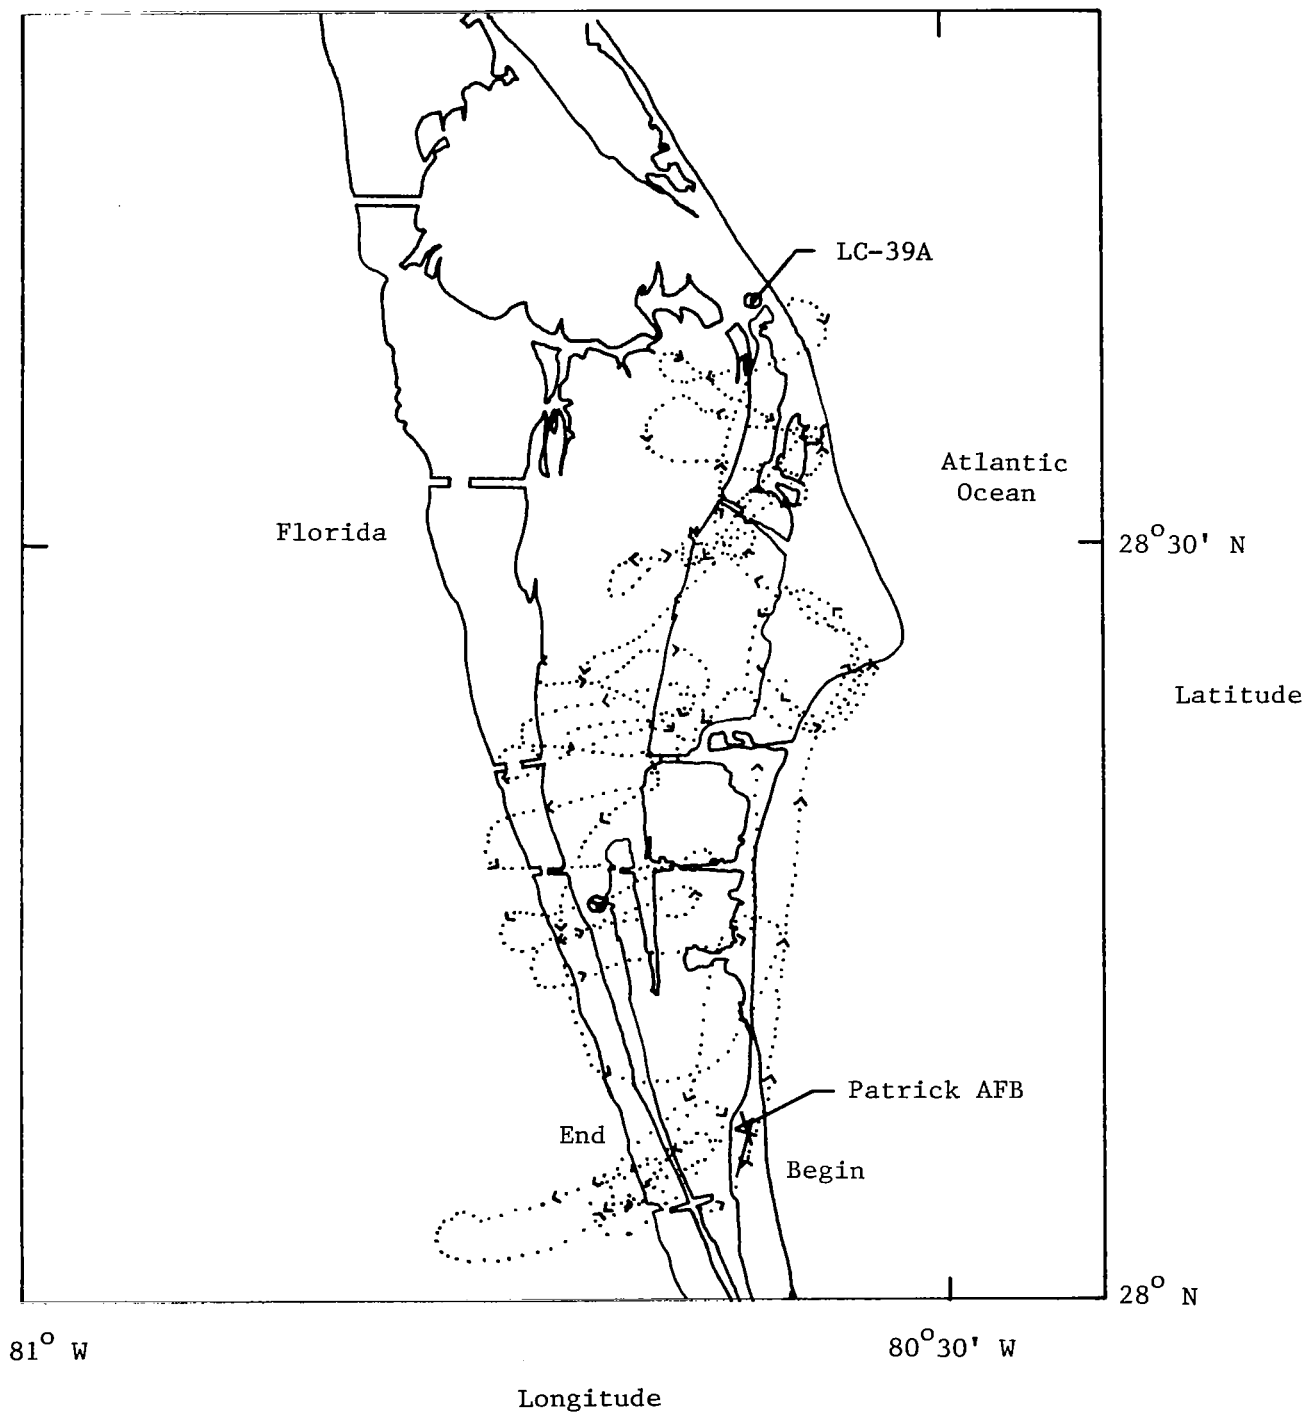 LC-39A
Atlantic
Ocean
Florida
28°30' N
Latitude
Patrick AFB
End
Begin
28° N
81° W
80°30' W
Longitude